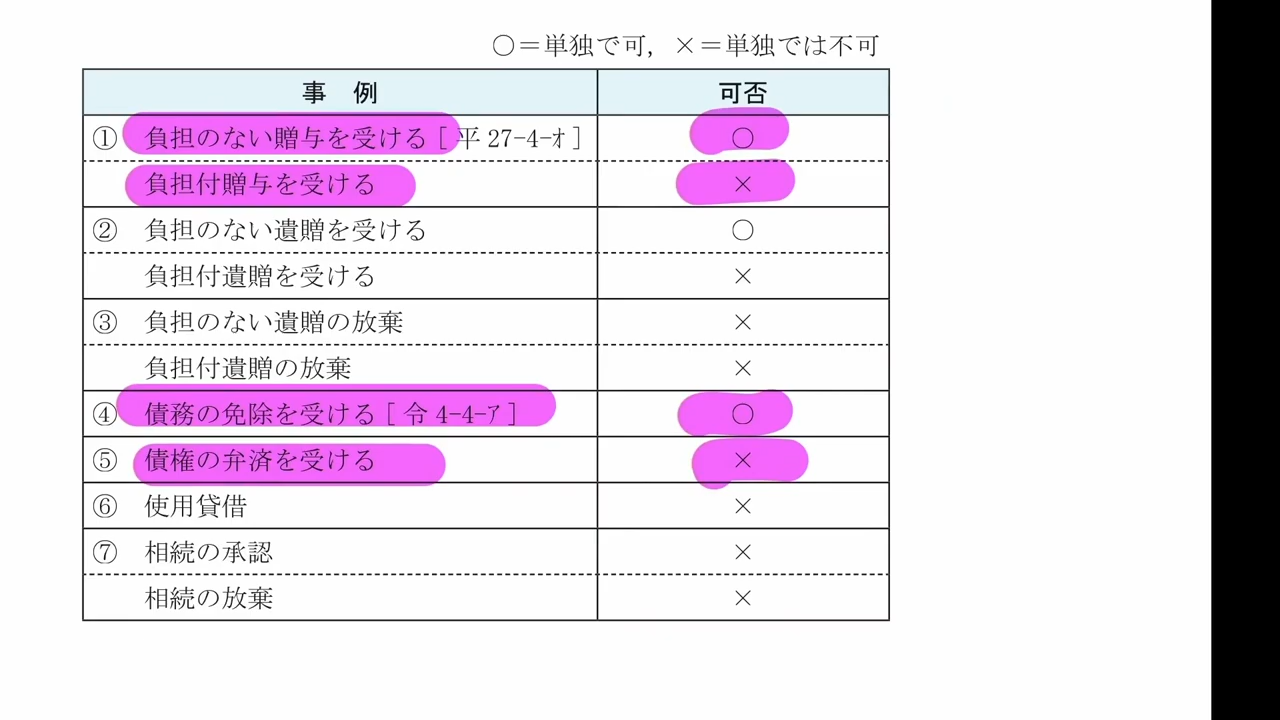 ○＝単独で可，×＝単独では不可
事　例　可否
① 負担のない贈与を受ける［平 27−4−ｵ］ ○
負担付贈与を受ける ×
② 負担のない遺贈を受ける ○
負担付遺贈を受ける ×
③ 負担のない遺贈の放棄 ×
負担付遺贈の放棄 ×
④ 債務の免除を受ける［令 4−4−ｱ］ ○
⑤ 債権の弁済を受ける ×
⑥ 使用貸借 ×
⑦ 相続の承認 ×
相続の放棄 ×